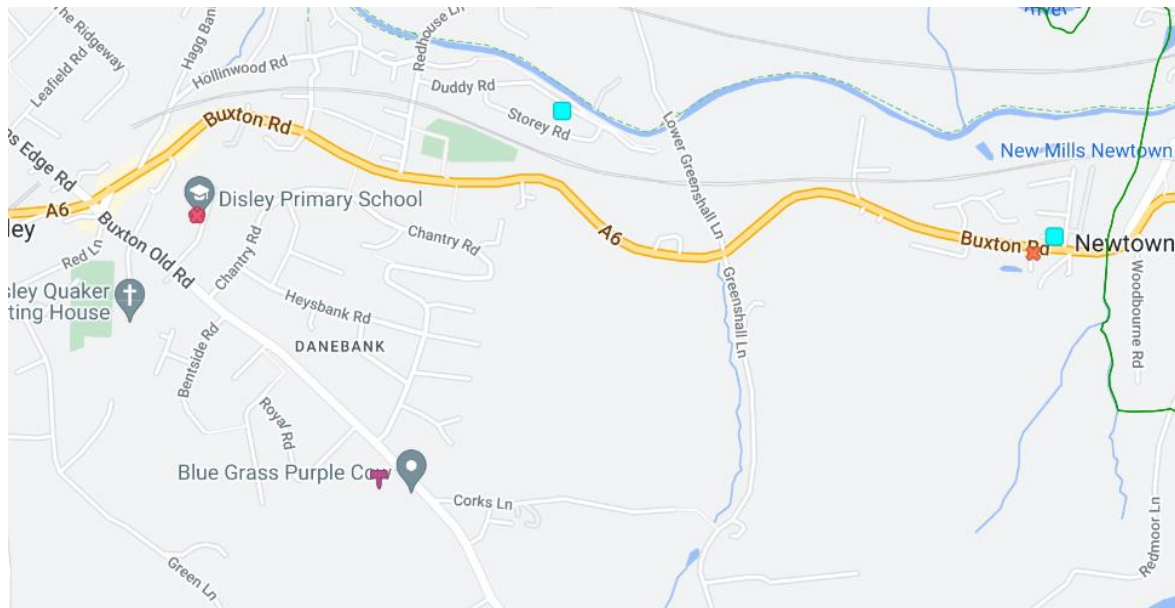 The Ridgeway
Leafield Rd
Hagg Bank
Hollinwood Rd
Redhouse Ln
River
Duddy Rd
Storey Rd
Buxton Rd
Lower Greenshall Ln
New Mills Newtown
Edge Rd
A6
Disley Primary School
Buxton Old Rd
Red Ln
Chantry Rd
Chantry Rd
A6
Buxton Rd
Newtown
Quaker
House
Heysbank Rd
DANEBANK
Bentside Rd
Greenshall Ln
Woodbourne Rd
Royal Rd
Blue Grass Purple Cow
Corks Ln
Green Ln
Redmoor Ln